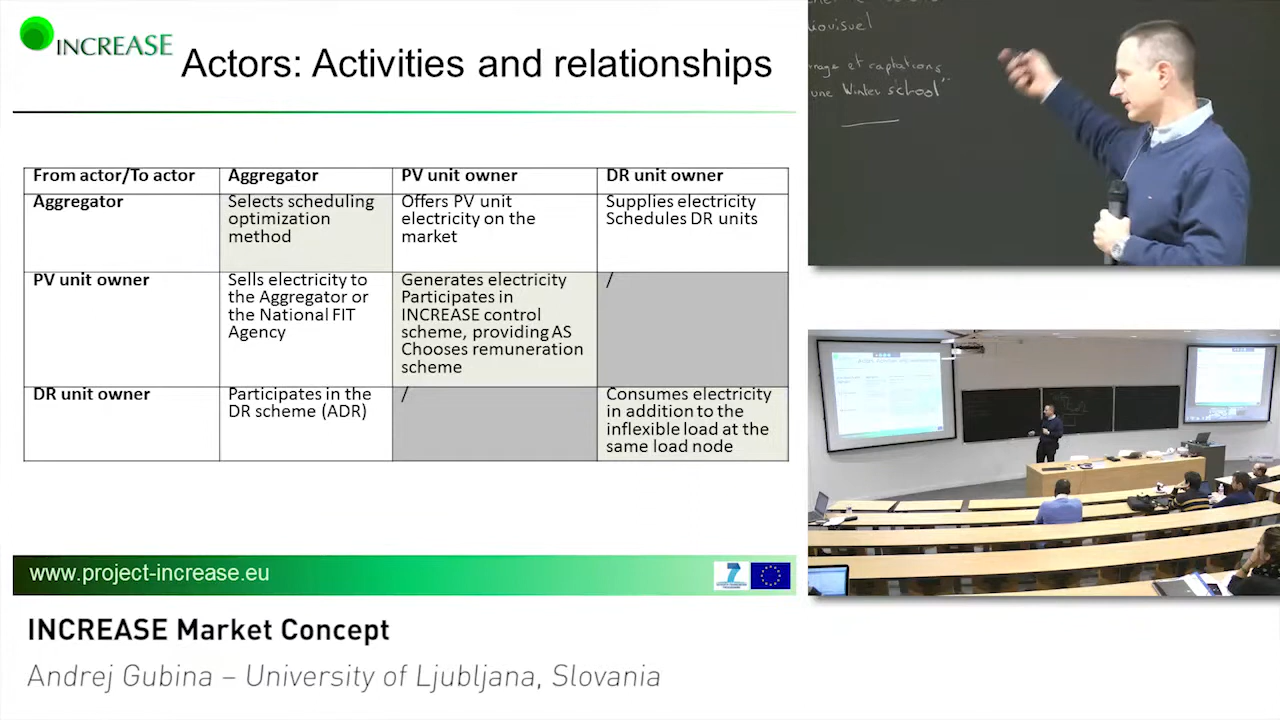 INCREASE
Actors: Activities and relationships
From actor/To actor Aggregator PV unit owner DR unit owner
Aggregator
Selects scheduling
optimization
method
Offers PV unit
electricity on the
market
Supplies electricity
Schedules DR units
PV unit owner
Sells electricity to
the Aggregator or
the National FIT
Agency
Generates electricity
Participates in
INCREASE control
scheme, providing AS
Chooses remuneration
scheme
/
DR unit owner
Participates in the
DR scheme (ADR)
/
Consumes electricity
in addition to the
inflexible load at the
same load node
www.project-increase.eu
7
INCREASE Market Concept
Andrej Gubina – University of Ljubljana, Slovania
iovisuel
nage et captations
une Winter school"